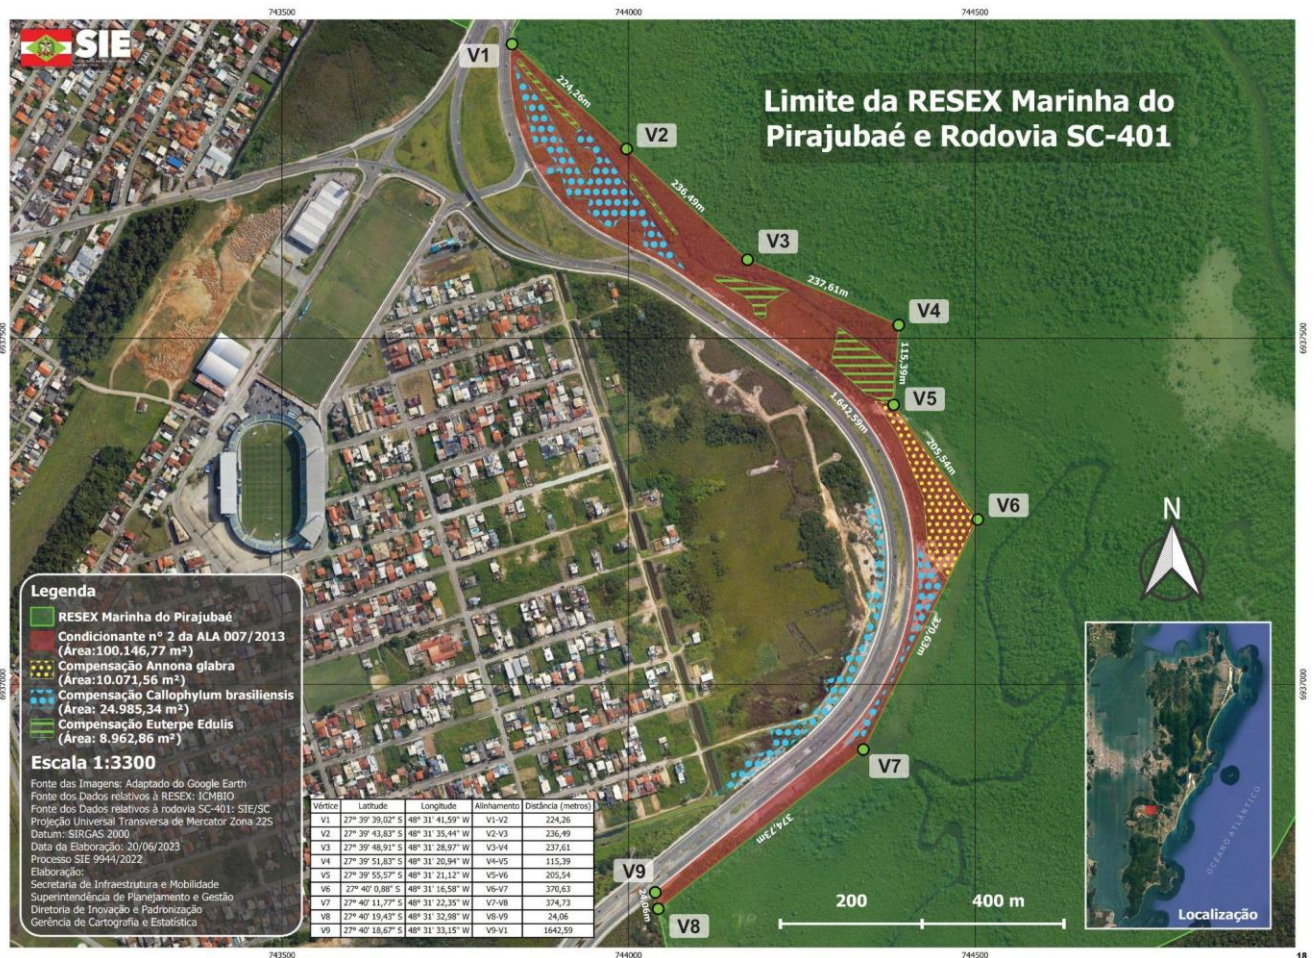 743500
744000
744500
SIE
V1
224,26m
Limite da RESEX Marinha do
Pirajubaé e Rodovia SC-401
V2
236,49m
V3
237,61m
V4
6937500
6937500
115,39m
V5
1.642,59m
205,54m
V6
N
Legenda
RESEX Marinha do Pirajubaé
Condicionante n° 2 da ALA 007/2013
(Área:100.146,77 m²)
Compensação Annona glabra
(Área:10.071,56 m²)
Compensação Callophylum brasiliensis
(Área: 24.985,34 m²)
Compensação Euterpe Edulis
(Área: 8.962,86 m²)
Escala 1:3300
Fonte das Imagens: Adaptado do Google Earth
Fonte dos Dados relativos à RESEX: ICMBIO
Fonte dos Dados relativos à rodovia SC-401: SIE/SC
Projeção Universal Transversa de Mercator Zona 22S
Datum: SIRGAS 2000
Data da Elaboração: 20/06/2023
Processo SIE 9944/2022
Elaboração:
Secretaria de Infraestrutura e Mobilidade
Superintendência de Planejamento e Gestão
Diretoria de Inovação e Padronização
Gerência de Cartografia e Estatística
370,63m
6937000
6937000
V7
374,73m
Vértice Latitude Longitude Alinhamento Distância (metros)
V1 27° 39' 39,02" S 48° 31' 41,59" W V1-V2 224,26
V2 27° 39' 43,83" S 48° 31' 35,44" W V2-V3 236,49
V3 27° 39' 48,91" S 48° 31' 28,97" W V3-V4 237,61
V4 27° 39' 51,83" S 48° 31' 20,94" W V4-V5 115,39
V5 27° 39' 55,57" S 48° 31' 21,12" W V5-V6 205,54
V6 27° 40' 0,88" S 48° 31' 16,58" W V6-V7 370,63
V7 27° 40' 11,77" S 48° 31' 22,35" W V7-V8 374,73
V8 27° 40' 19,43" S 48° 31' 32,98" W V8-V9 24,06
V9 27° 40' 18,67" S 48° 31' 33,15" W V9-V1 1642,59
V9
24,06m
V8
200
400 m
OCEANO ATLÂNTICO
Localização
743500
744000
744500
18